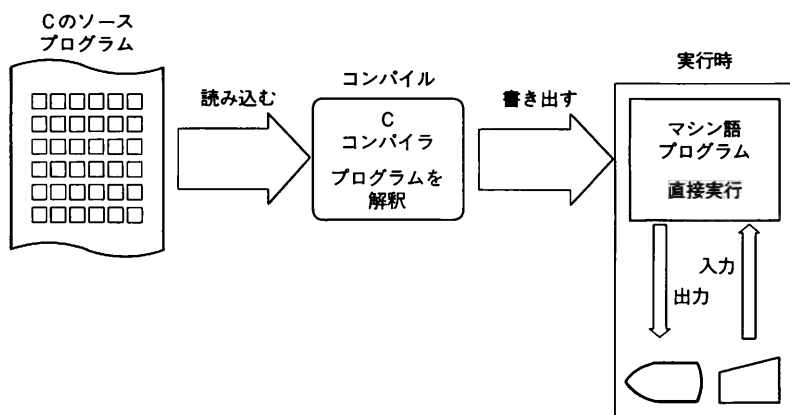 Cのソース
プログラム
読み込む
コンパイル
C
コンパイラ
プログラムを
解釈
書き出す
実行時
マシン語
プログラム
直接実行
入力
出力